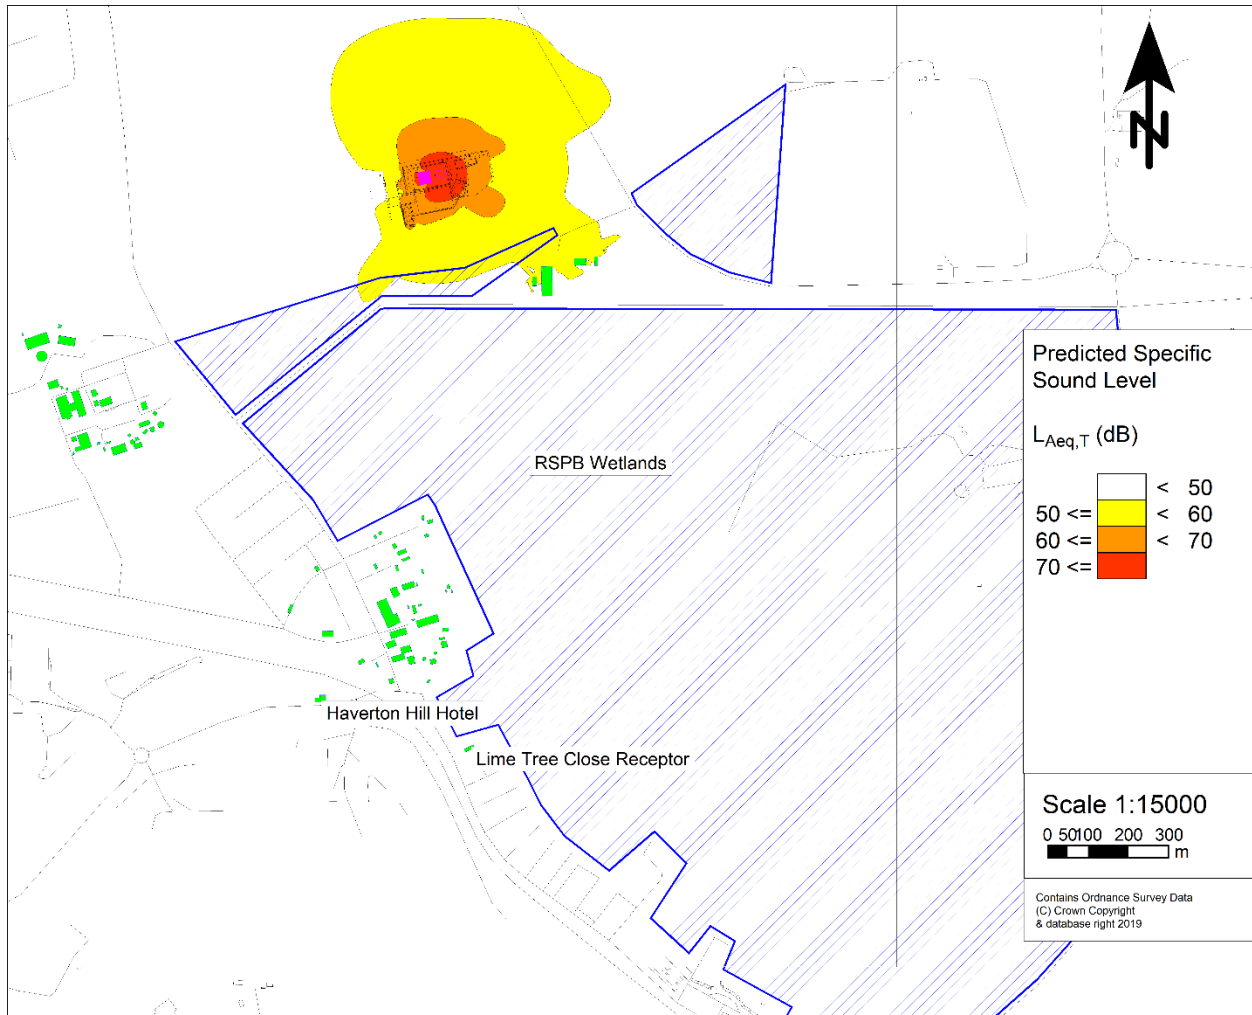 N
RSPB Wetlands
Haverton Hill Hotel
Lime Tree Close Receptor
Predicted Specific
Sound Level
LAeq,T (dB)
< 50
50 <= < 60
60 <= < 70
70 <=
Scale 1:15000
0 50100 200 300
m
Contains Ordnance Survey Data
(C) Crown Copyright
& database right 2019